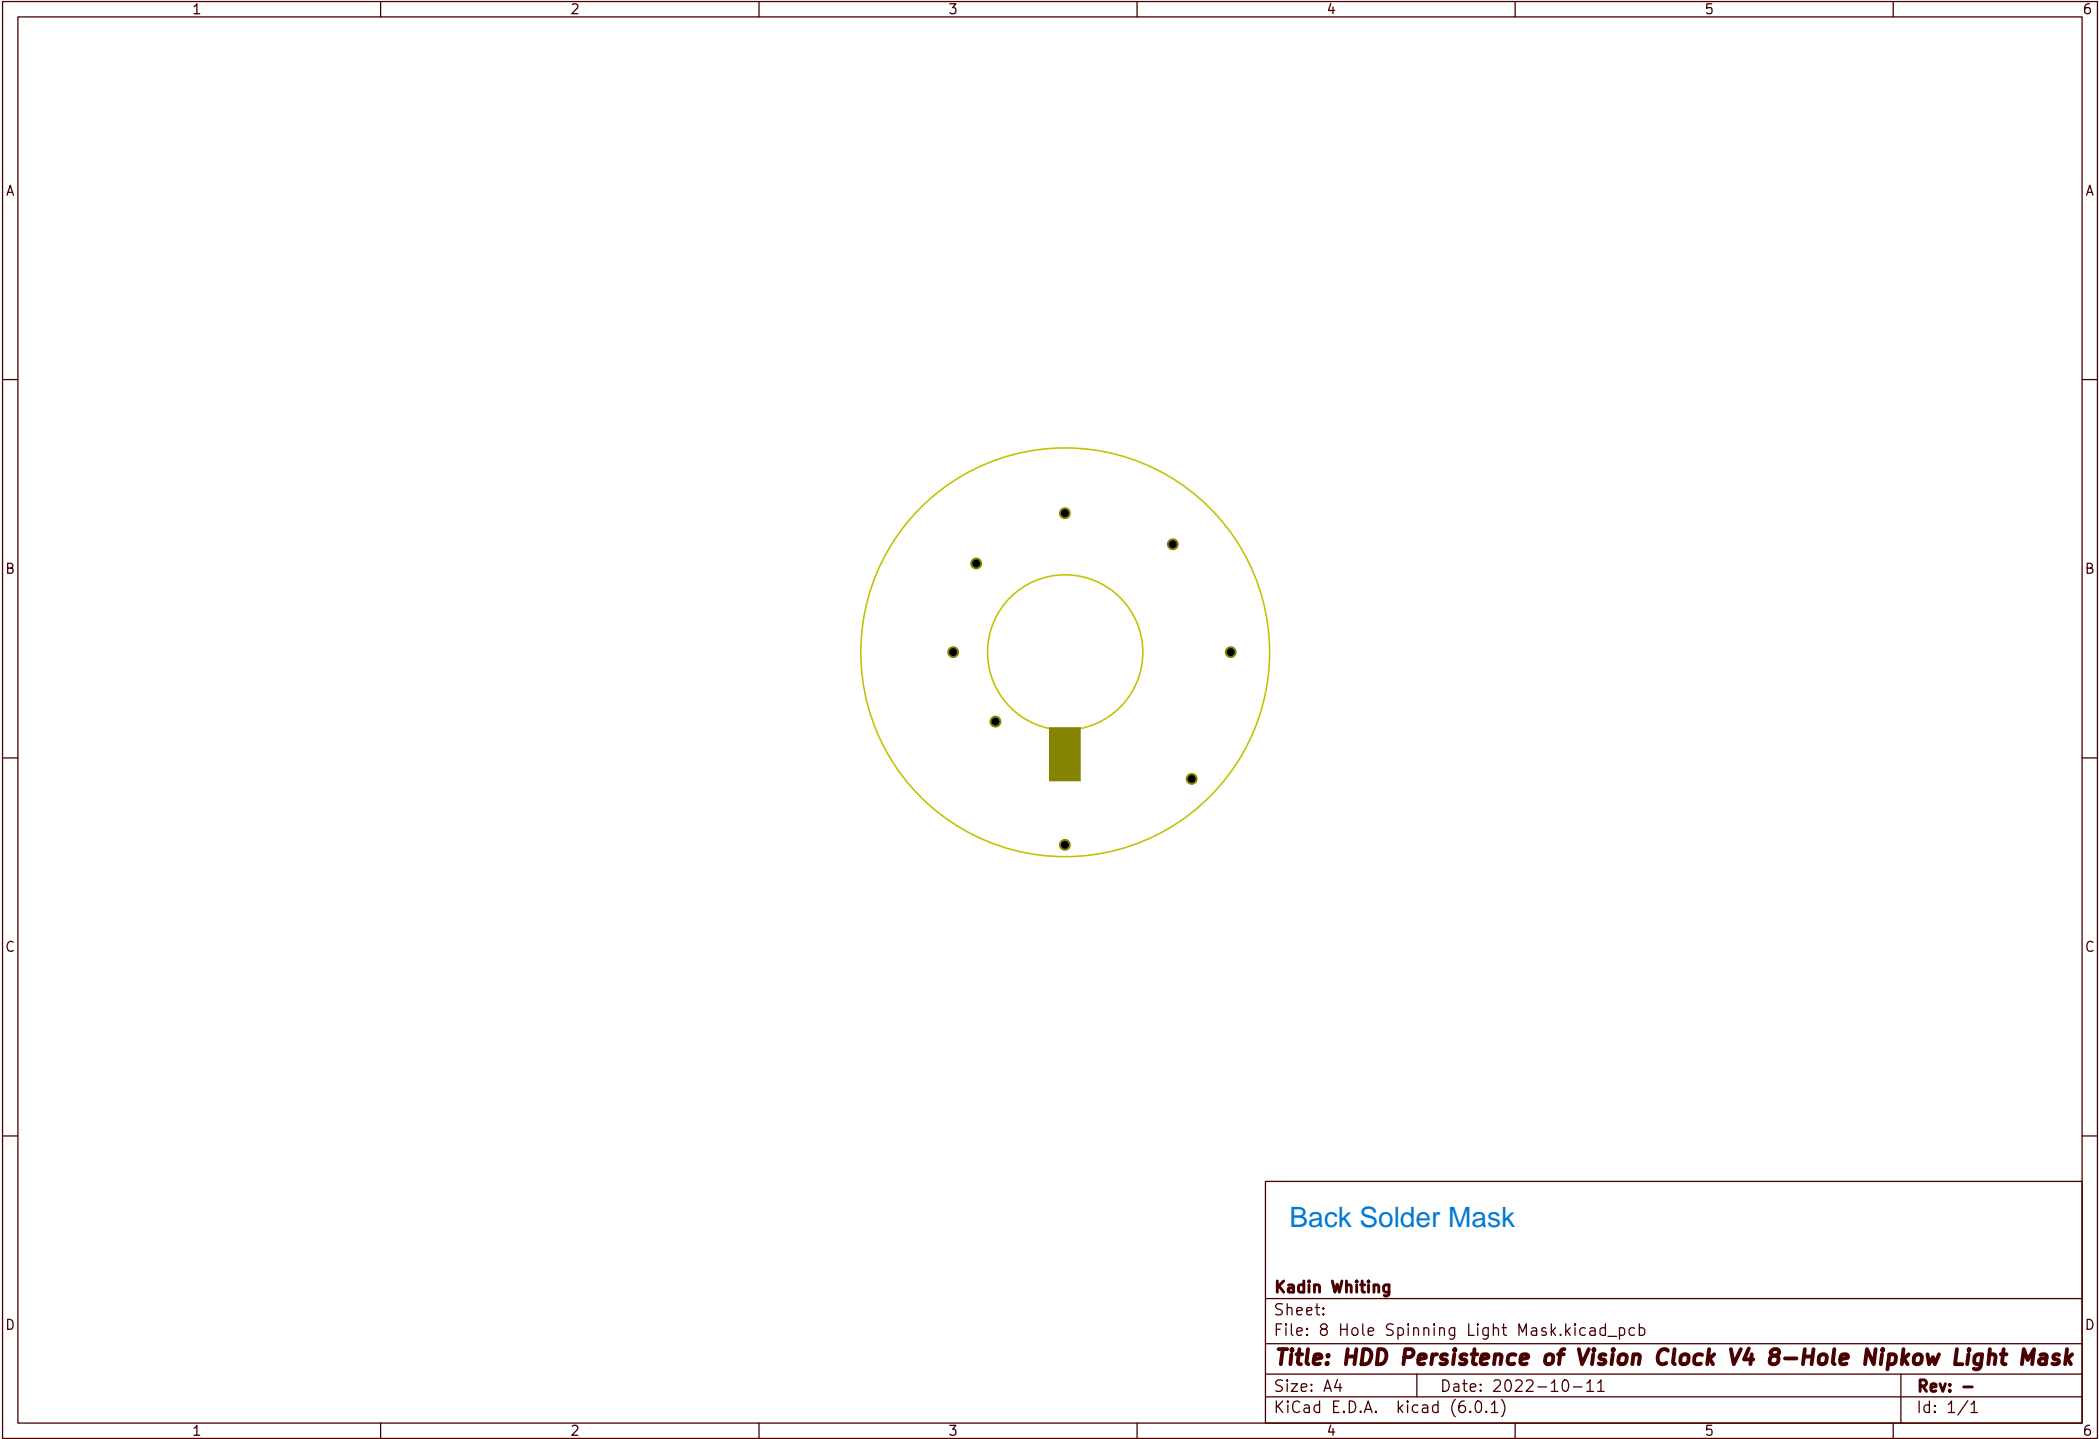 1 2 3 4 5 6
A A
B B
C C
D D
Back Solder Mask
Kadin Whiting
Sheet:
File: 8 Hole Spinning Light Mask.kicad_pcb
Title: HDD Persistence of Vision Clock V4 8-Hole Nipkow Light Mask
Size: A4 Date: 2022-10-11 Rev: -
KiCad E.D.A. kicad (6.0.1) Id: 1/1
1 2 3 4 5 6